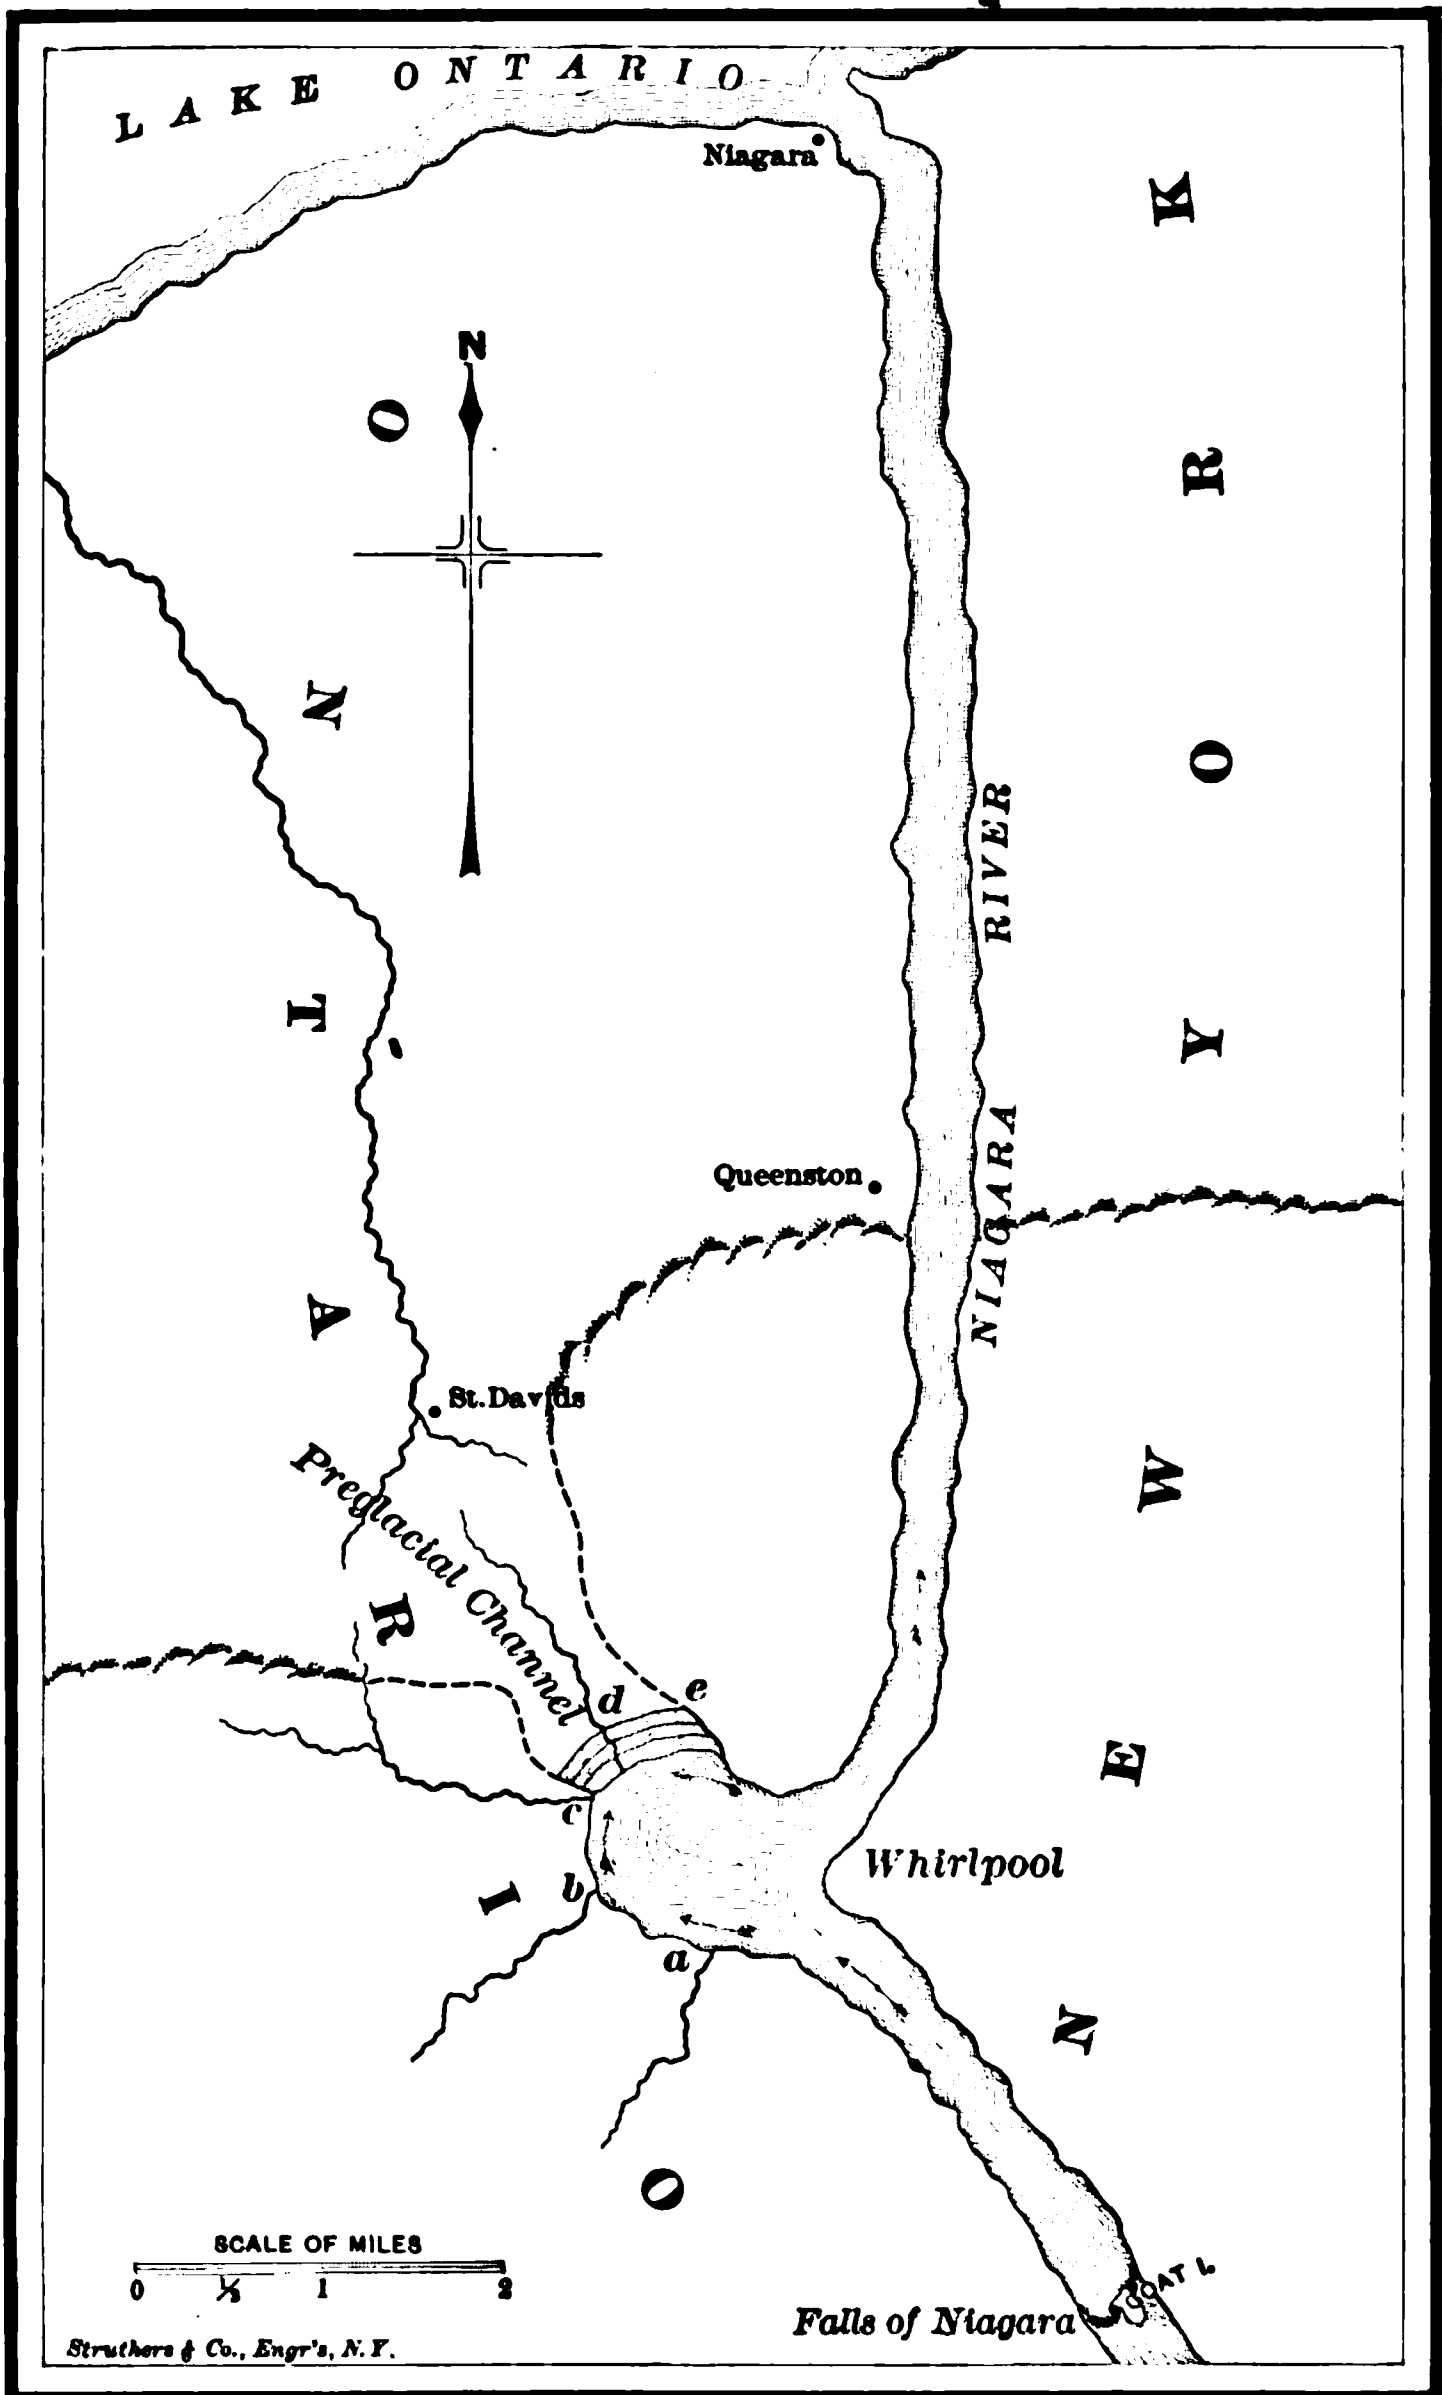 LAKE ONTARIO
Niagara
N
ONTARIO
NEW YORK
NIAGARA RIVER
Queenston
St. Davids
Preglacial Channel
d
e
c
b
a
Whirlpool
SCALE OF MILES
0 ½ 1 2
GOAT I.
Falls of Niagara
Struthers & Co., Engr's, N.Y.